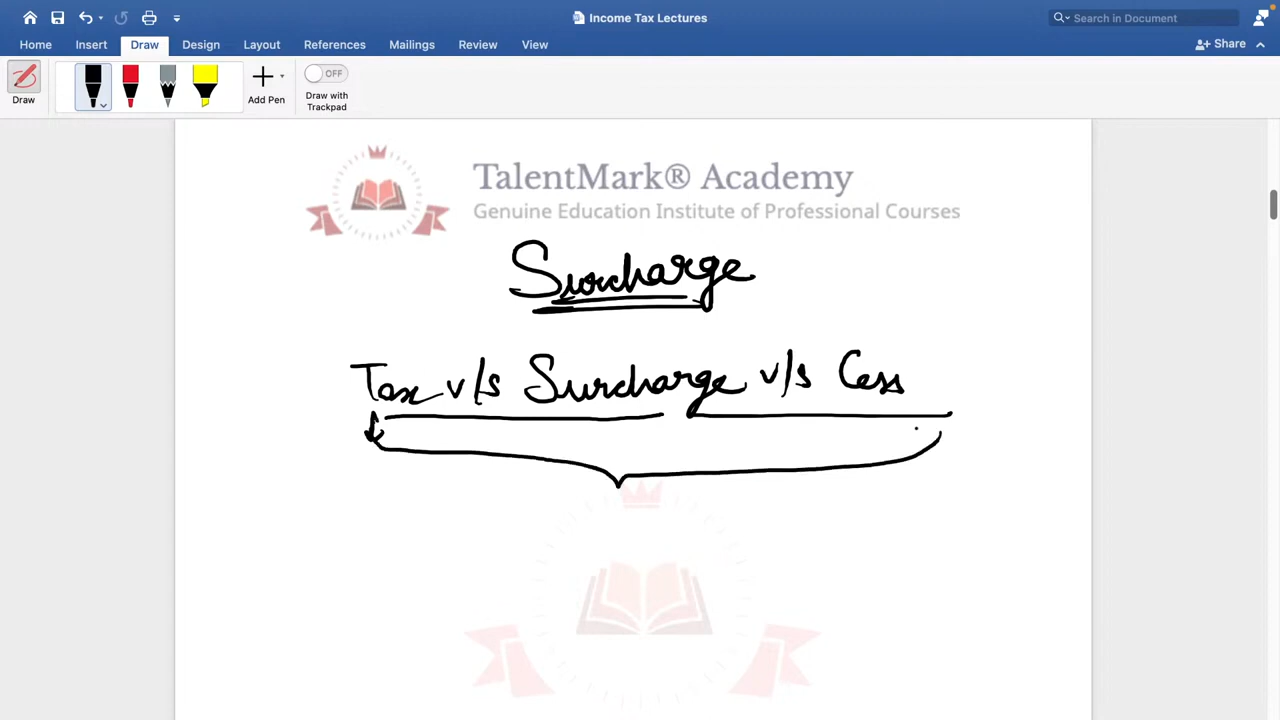 Income Tax Lectures
Search in Document
Home Insert Draw Design Layout References Mailings Review View
Share
Draw
Add Pen
OFF
Draw with
Trackpad
TalentMark® Academy
Genuine Education Institute of Professional Courses
Surcharge
Tax v/s Surcharge v/s Cess